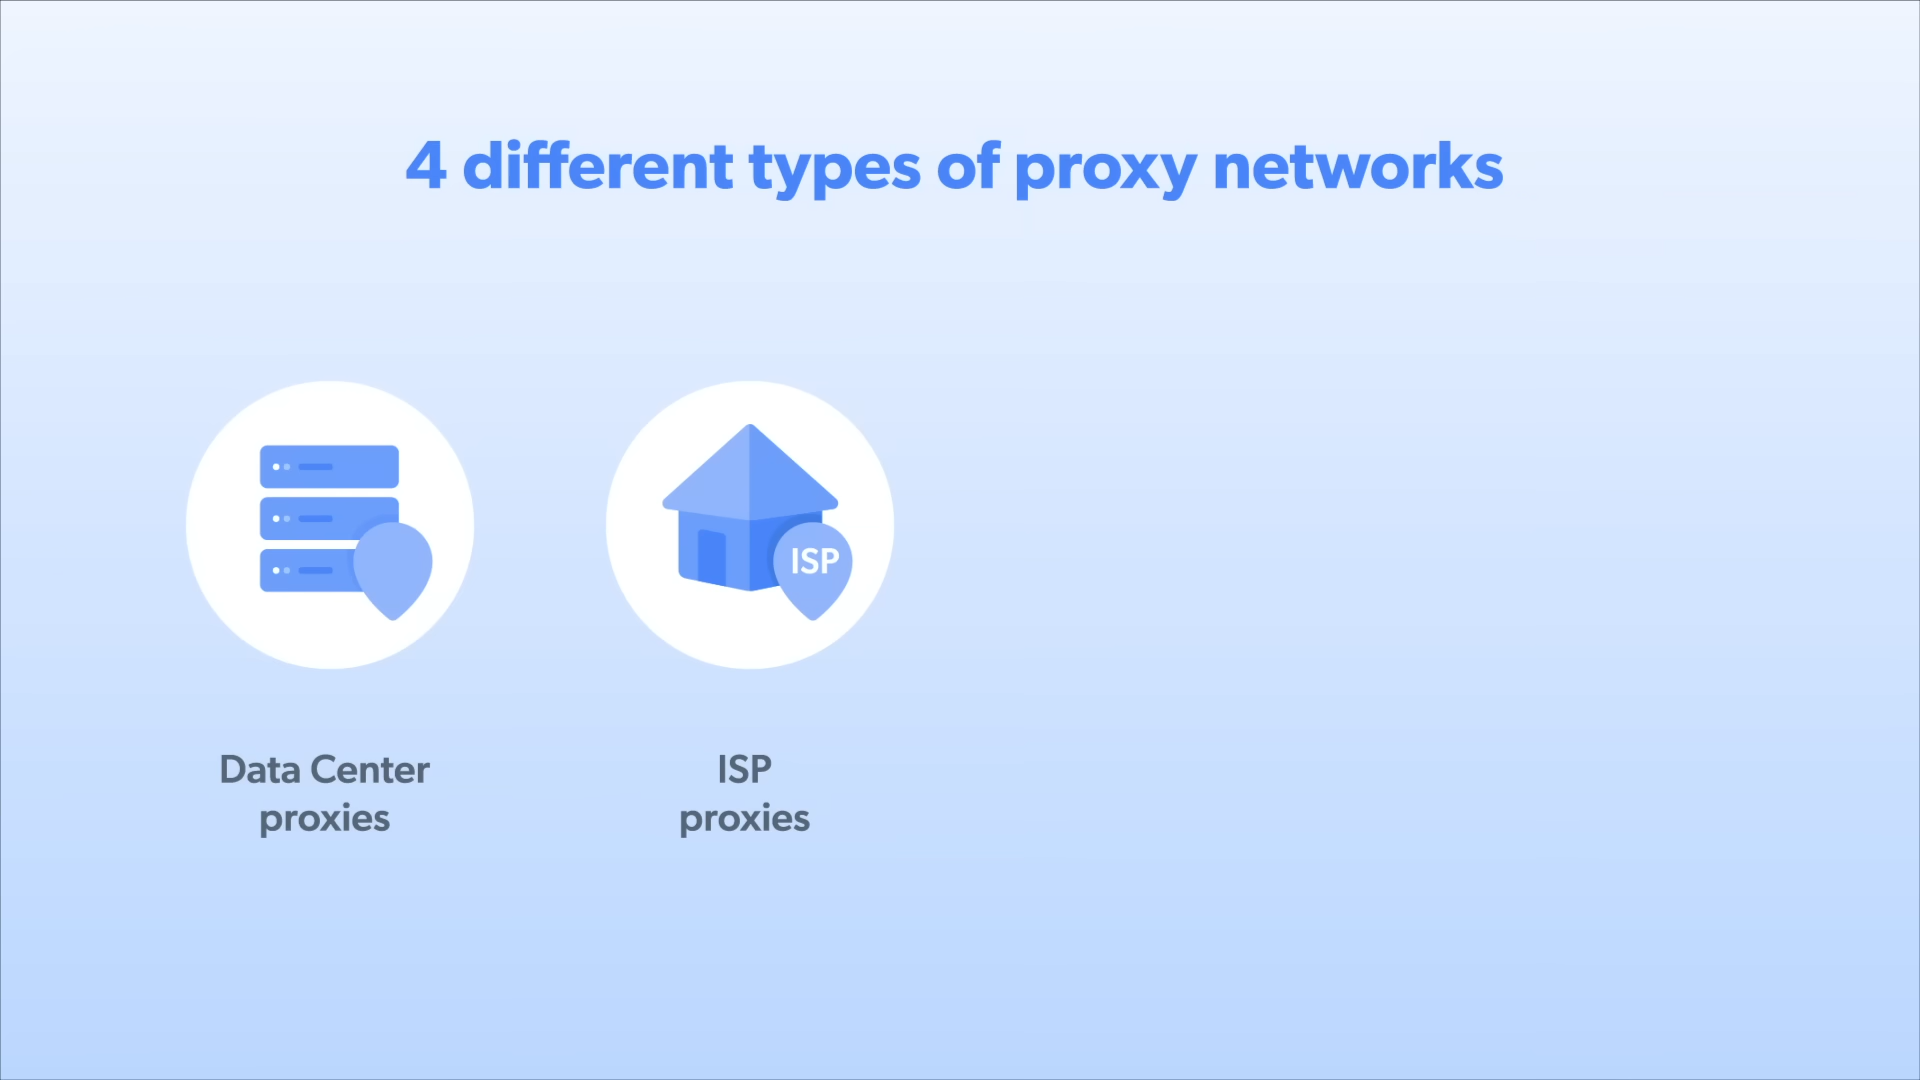 4 different types of proxy networks
ISP
Data Center
proxies
ISP
proxies